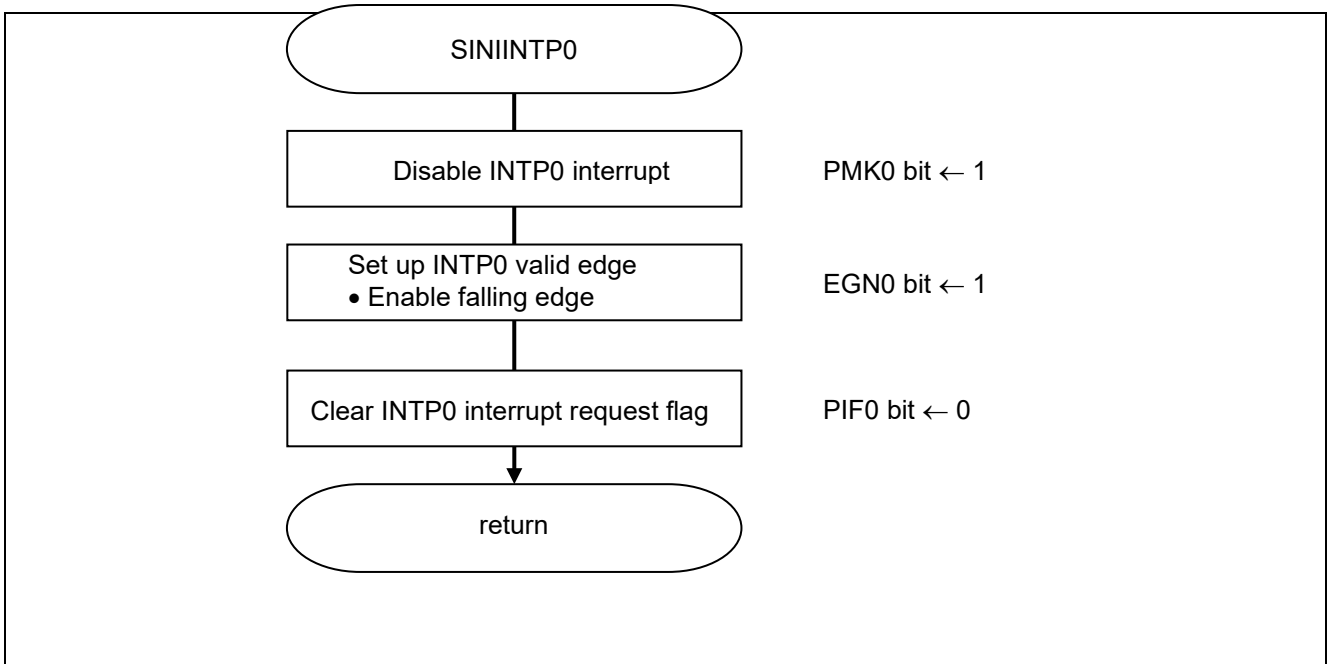 SINIINTP0
Disable INTP0 interrupt
PMK0 bit ← 1
Set up INTP0 valid edge
• Enable falling edge
EGN0 bit ← 1
Clear INTP0 interrupt request flag
PIF0 bit ← 0
return